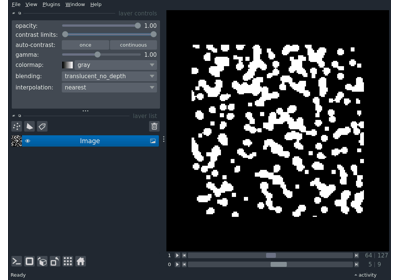 File View Plugins Window Help
layer controls
opacity: 1.00
contrast limits:
auto-contrast: once continuous
gamma: 1.00
colormap: gray
blending: translucent_no_depth
interpolation: nearest
layer list
Image
1 64 127
0 5 9
Ready activity